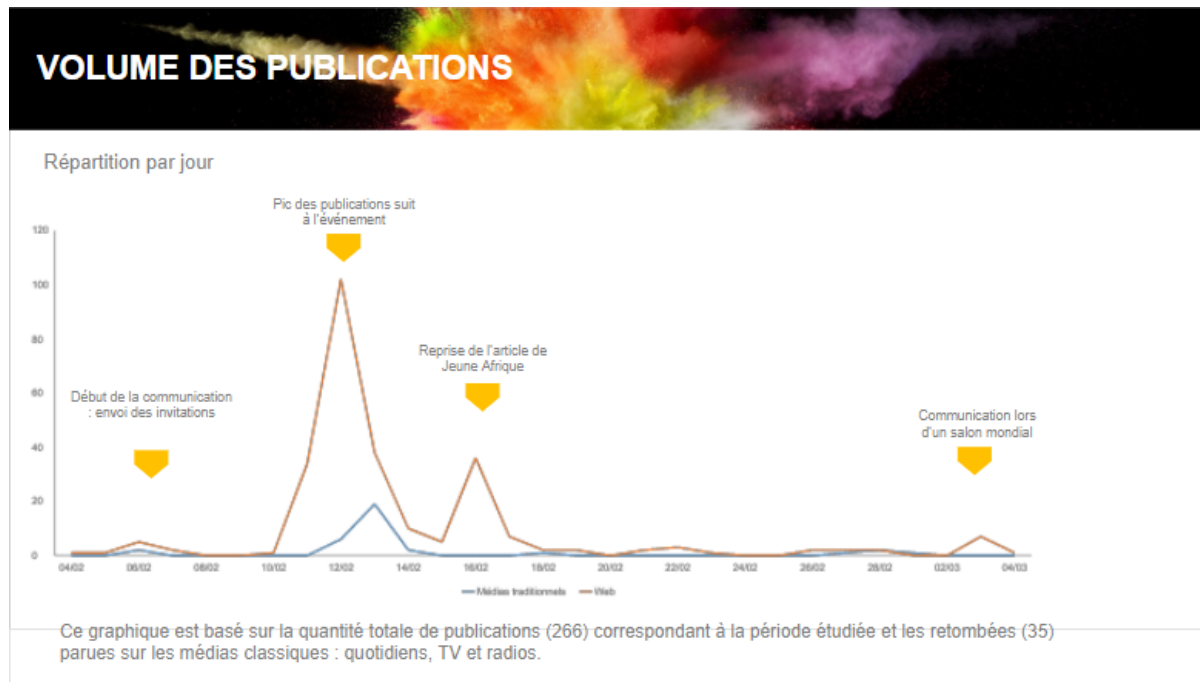 VOLUME DES PUBLICATIONS
Répartition par jour
Pic des publications suit
à l'événement
Reprise de l'article de
Jeune Afrique
Début de la communication
: envoi des invitations
Communication lors
d'un salon mondial
120
100
80
60
40
20
0
04/02 06/02 08/02 10/02 12/02 14/02 16/02 18/02 20/02 22/02 24/02 26/02 28/02 02/03 04/03
Médias traditionnels Web
Ce graphique est basé sur la quantité totale de publications (266) correspondant à la période étudiée et les retombées (35)
parues sur les médias classiques : quotidiens, TV et radios.